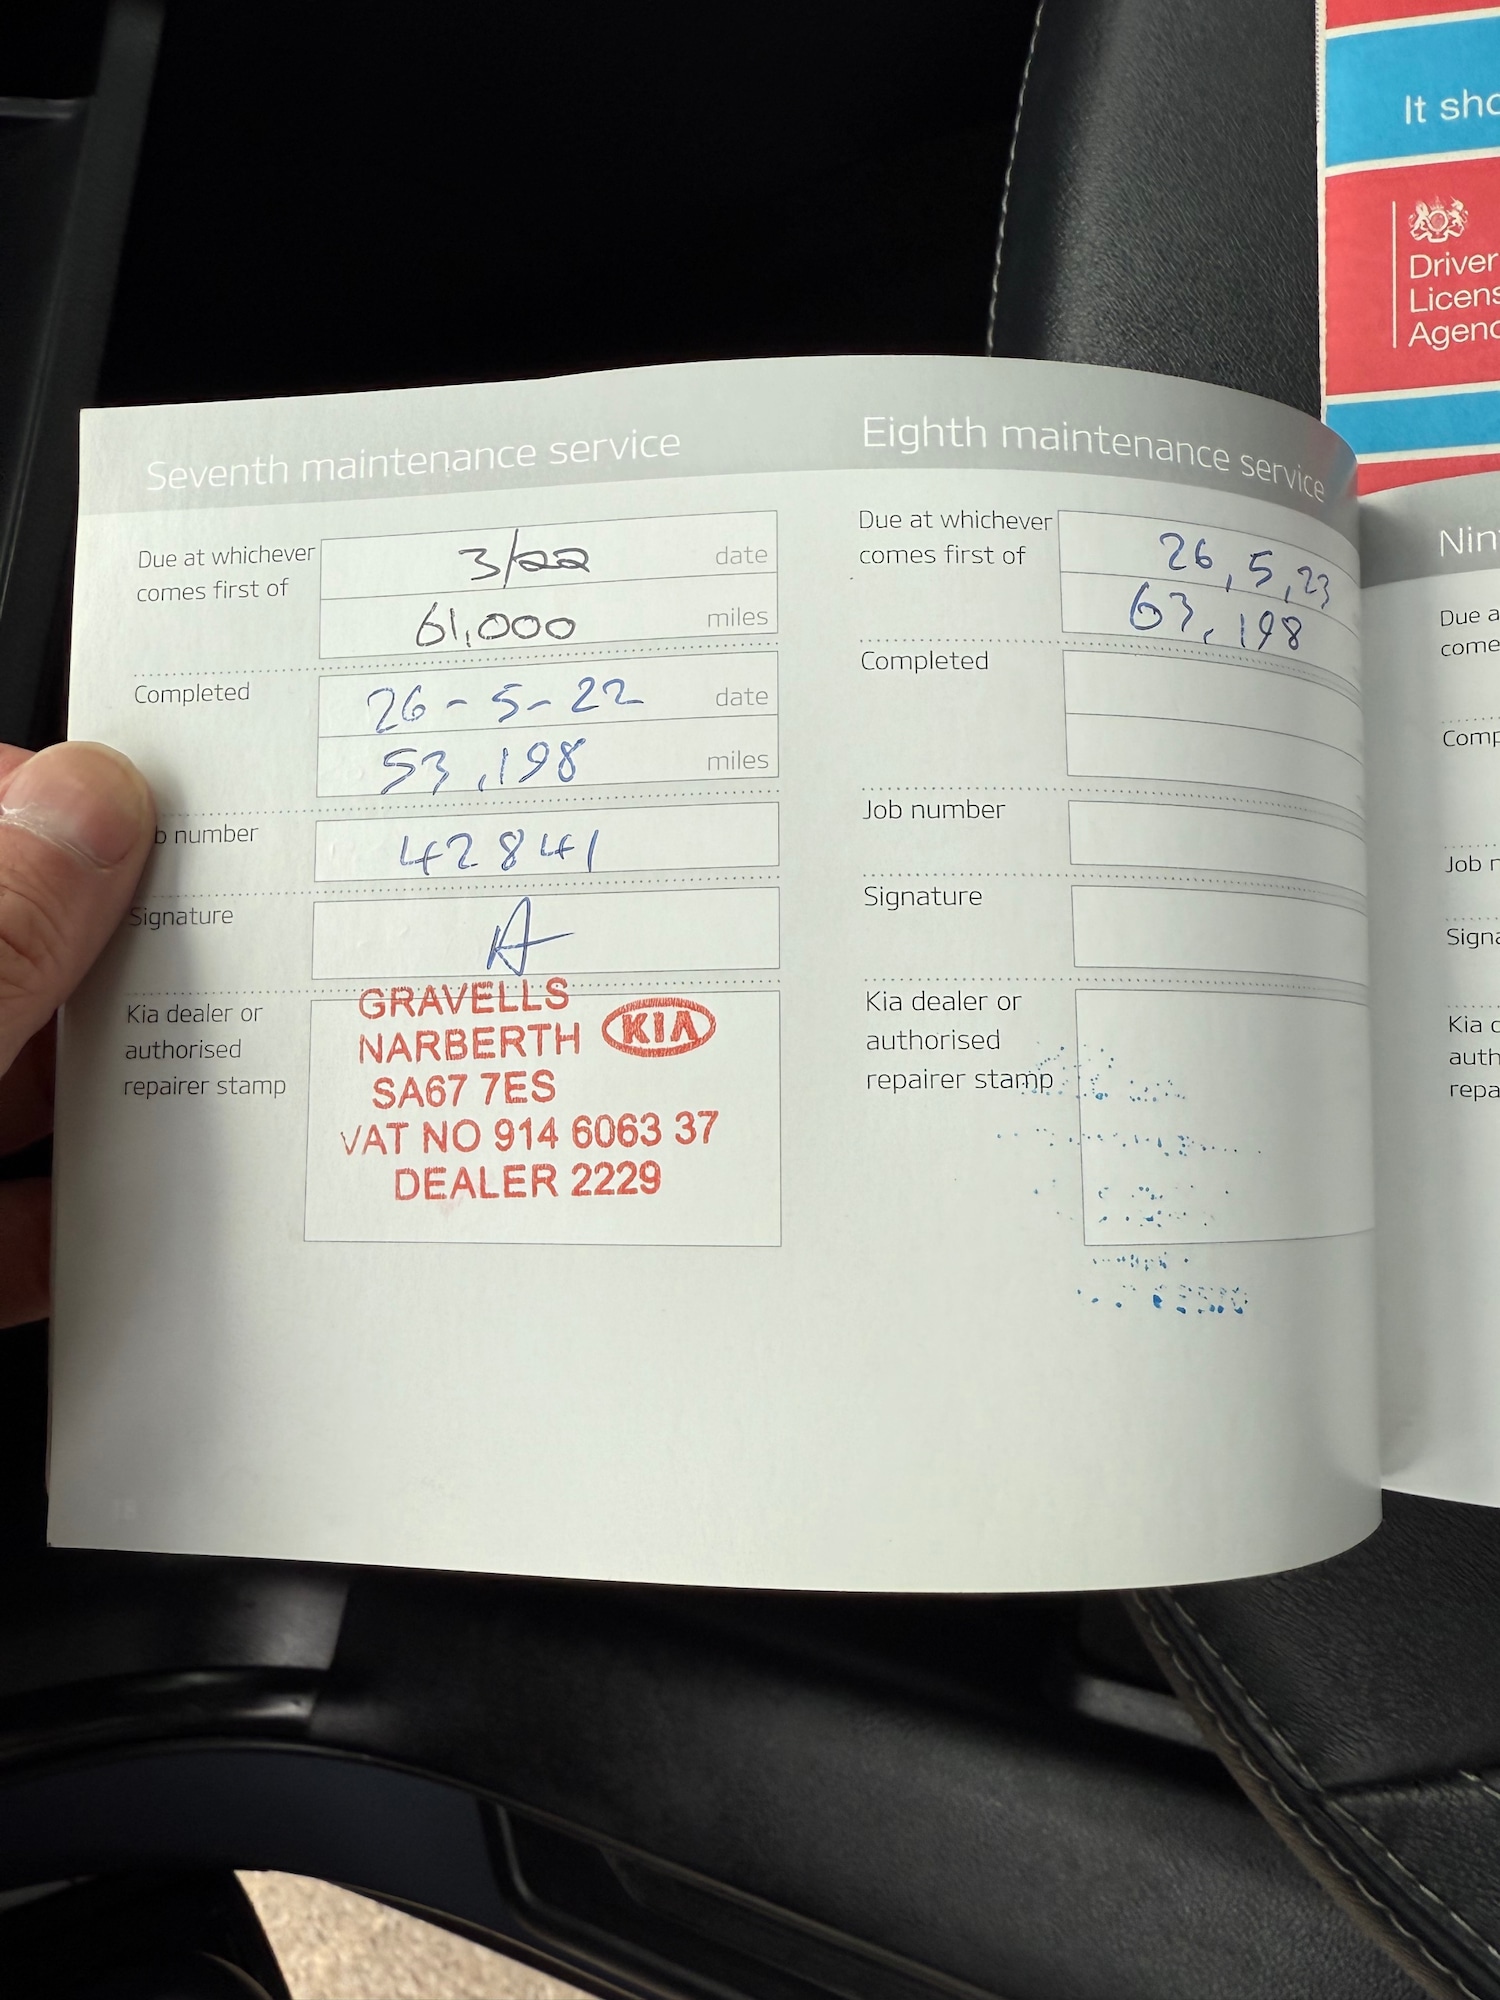 It sho
Driver
Licens
Agenc
Seventh maintenance service
Due at whichever
comes first of
3/22 date
61,000 miles
Completed
26-5-22 date
53,198 miles
b number
42841
Signature
Kia dealer or
authorised
repairer stamp
GRAVELLS
NARBERTH KIA
SA67 7ES
VAT NO 914 6063 37
DEALER 2229
Eighth maintenance service
Due at whichever
comes first of
26,5,23
63,198
Completed
Job number
Signature
Kia dealer or
authorised
repairer stamp
Nin
Due a
come
Comp
Job n
Signa
Kia d
auth
repa